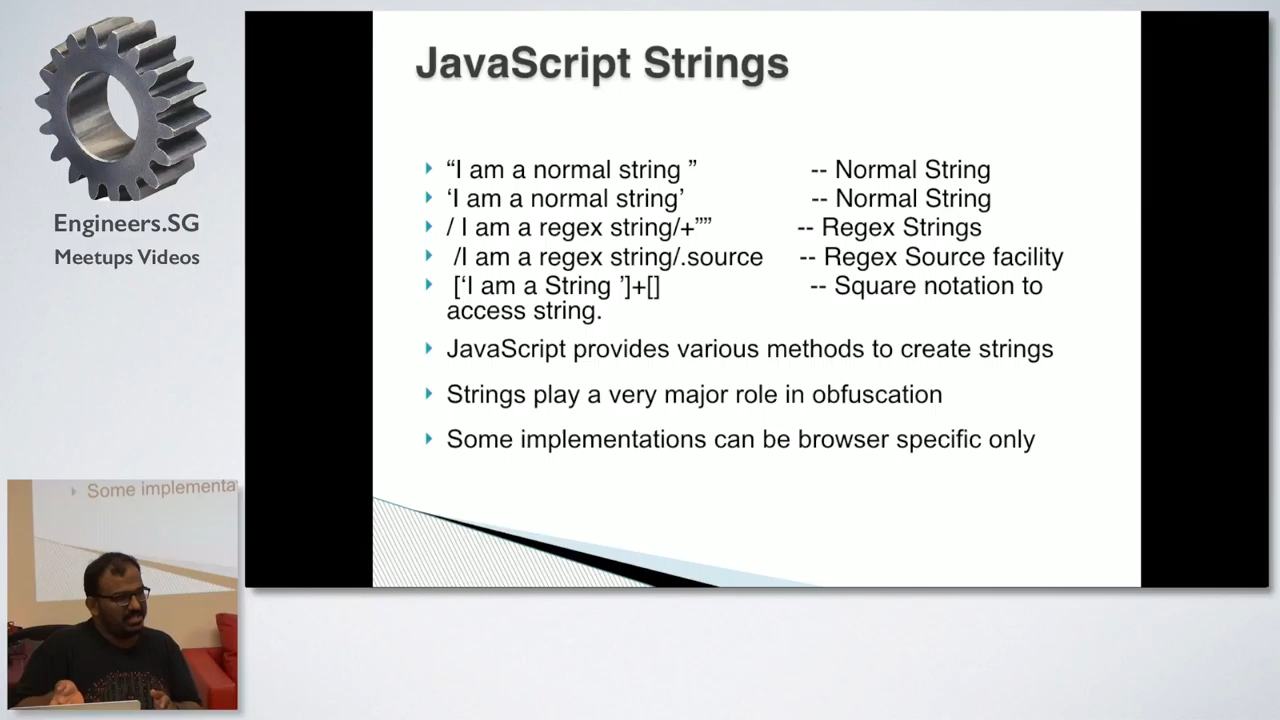 JavaScript Strings
“I am a normal string ” -- Normal String
‘I am a normal string’ -- Normal String
/ I am a regex string/+”” -- Regex Strings
/I am a regex string/.source -- Regex Source facility
[‘I am a String ’]+[] -- Square notation to
access string.
JavaScript provides various methods to create strings
Strings play a very major role in obfuscation
Some implementations can be browser specific only
Engineers.SG
Meetups Videos
Some implementa